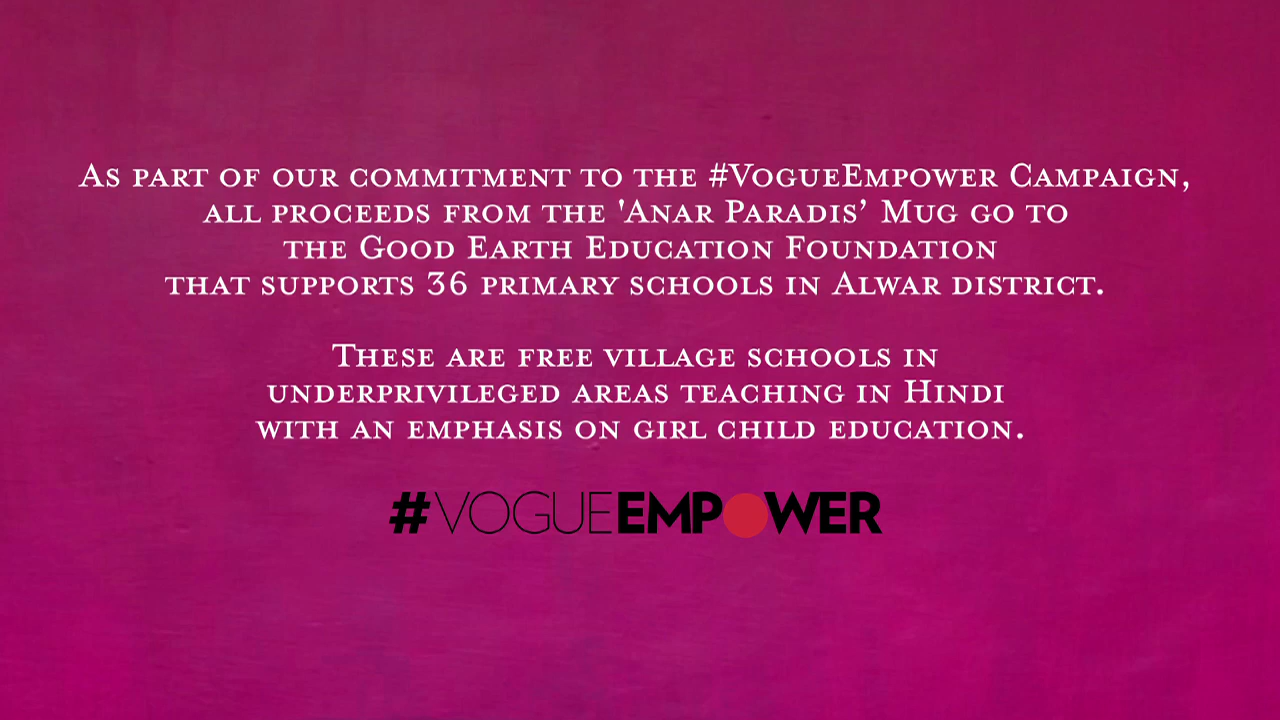 As part of our commitment to the #VogueEmpower Campaign,
all proceeds from the 'Anar Paradis’ Mug go to
the Good Earth Education Foundation
that supports 36 primary schools in Alwar district.
These are free village schools in
underprivileged areas teaching in Hindi
with an emphasis on girl child education.
#VOGUEEMPOWER